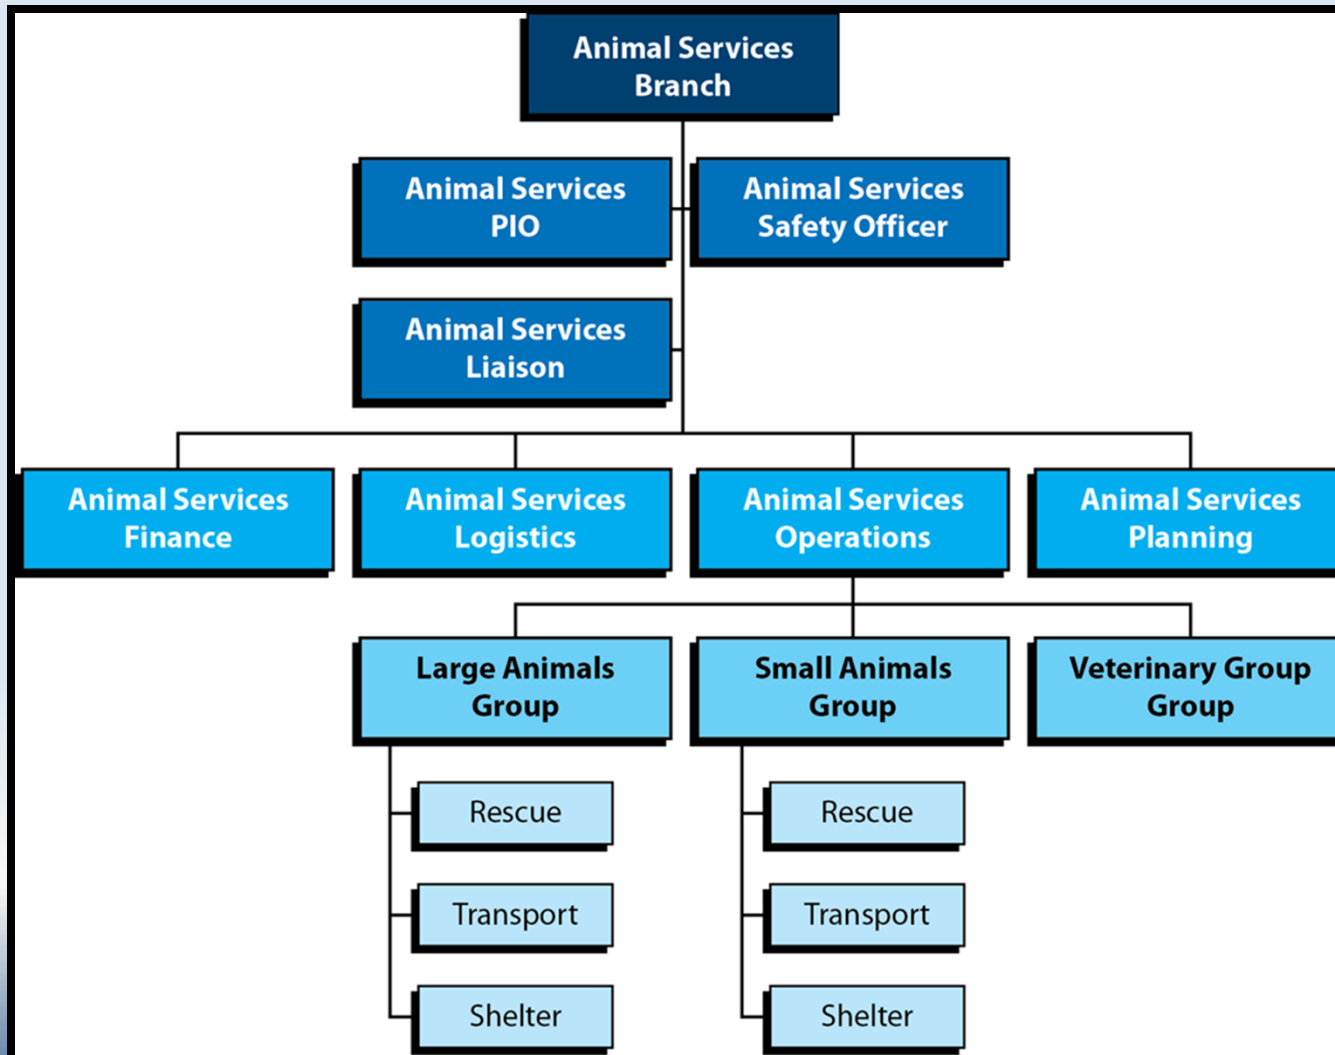 Animal Services
Branch
Animal Services
PIO
Animal Services
Safety Officer
Animal Services
Liaison
Animal Services
Finance
Animal Services
Logistics
Animal Services
Operations
Animal Services
Planning
Large Animals
Group
Small Animals
Group
Veterinary Group
Group
Rescue
Transport
Shelter
Rescue
Transport
Shelter